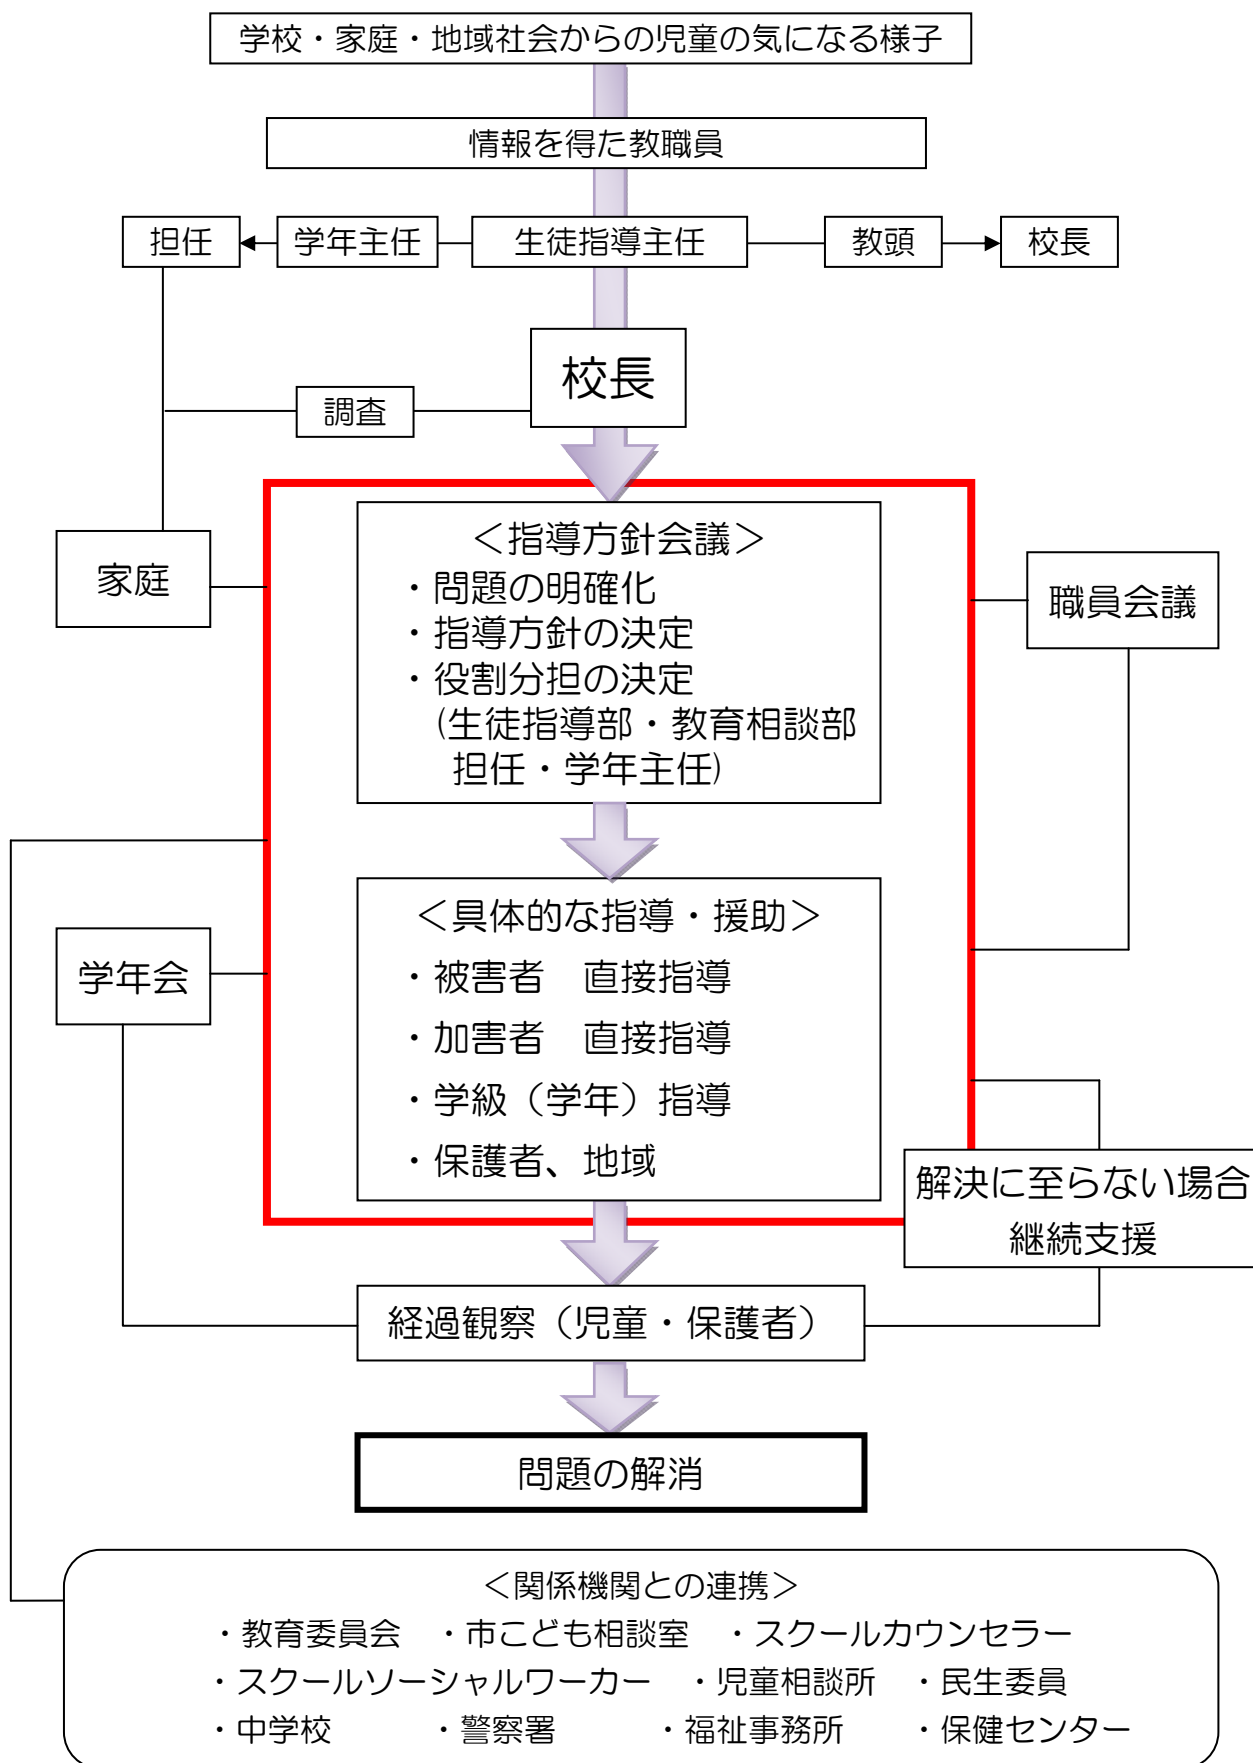 学校・家庭・地域社会からの児童の気になる様子
情報を得た教職員
担任 学年主任 生徒指導主任 教頭 校長
校長
調査
家庭
＜指導方針会議＞
・問題の明確化
・指導方針の決定
・役割分担の決定
(生徒指導部・教育相談部
担任・学年主任)
職員会議
＜具体的な指導・援助＞
・被害者　直接指導
・加害者　直接指導
・学級（学年）指導
・保護者、地域
学年会
解決に至らない場合
継続支援
経過観察（児童・保護者）
問題の解消
＜関係機関との連携＞
・教育委員会　・市こども相談室　・スクールカウンセラー
・スクールソーシャルワーカー　・児童相談所　・民生委員
・中学校　・警察署　・福祉事務所　・保健センター